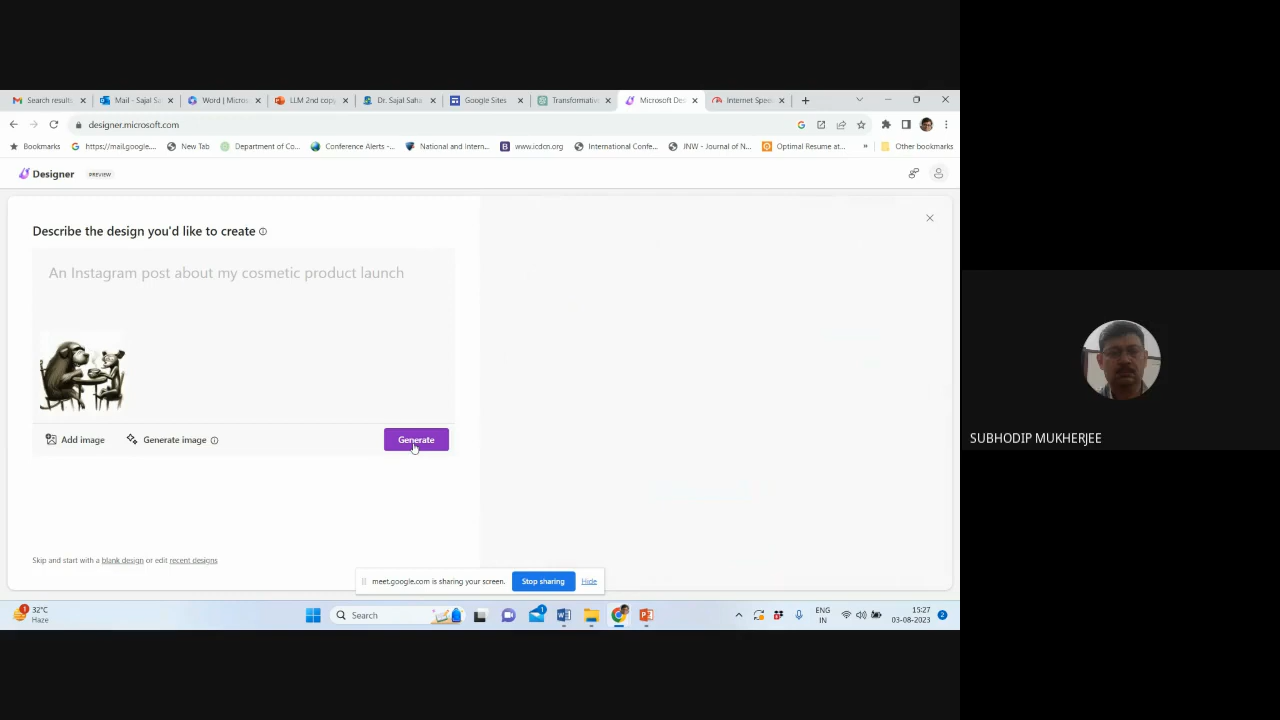 Search results
Mail - Sajal Sa
Word | Micros
LLM 2nd copy
Dr. Sajal Saha
Google Sites
Transformative
Microsoft Des
Internet Spee
designer.microsoft.com
Bookmarks
https://mail.google....
New Tab
Department of Co...
Conference Alerts -...
National and Intern...
www.icdcn.org
International Confe...
JNW - Journal of N...
Optimal Resume at...
»
Other bookmarks
Designer
PREVIEW
Describe the design you'd like to create
An Instagram post about my cosmetic product launch
Add image
Generate image
Generate
SUBHODIP MUKHERJEE
Skip and start with a blank design or edit recent designs
meet.google.com is sharing your screen.
Stop sharing
Hide
1
32°C
Haze
Search
1
ENG
IN
15:27
03-08-2023
2